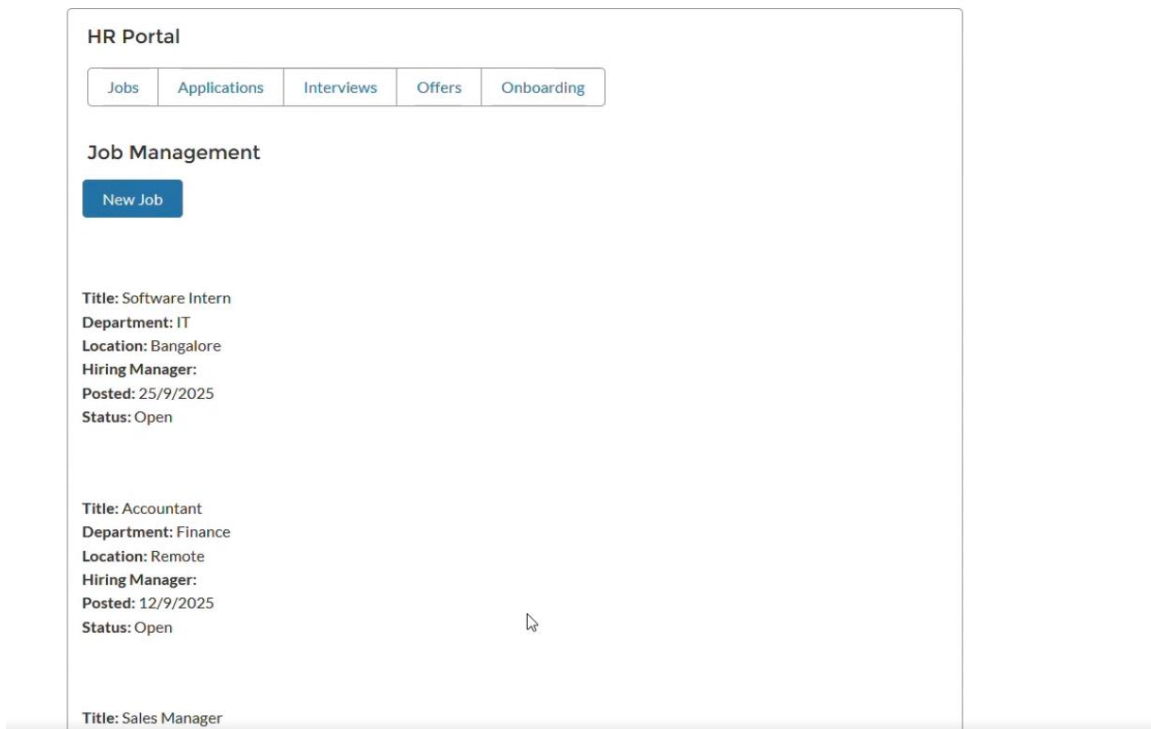 HR Portal
Jobs Applications Interviews Offers Onboarding
Job Management
New Job
Title: Software Intern
Department: IT
Location: Bangalore
Hiring Manager:
Posted: 25/9/2025
Status: Open
Title: Accountant
Department: Finance
Location: Remote
Hiring Manager:
Posted: 12/9/2025
Status: Open
Title: Sales Manager